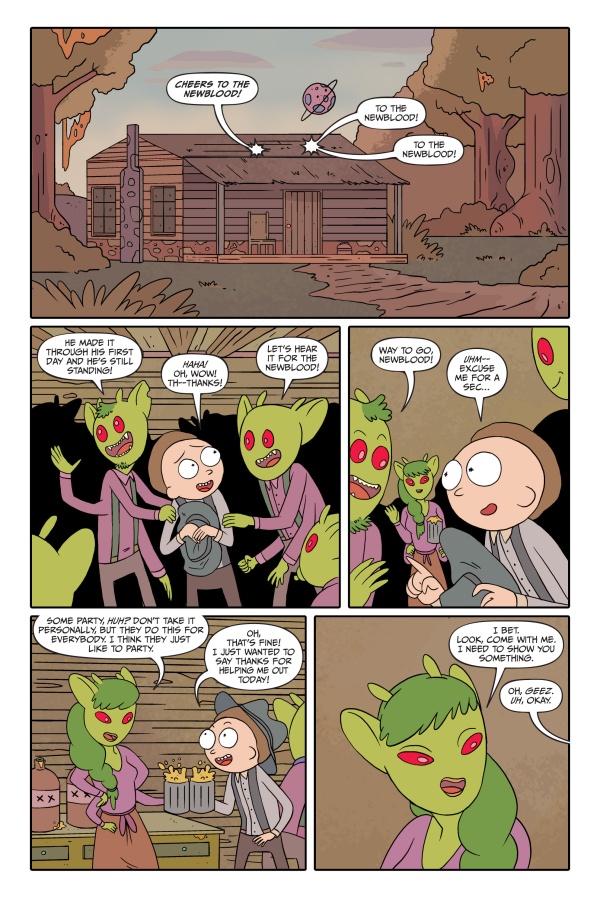 CHEERS TO THE
NEWBLOOD!
TO THE
NEWBLOOD!
TO THE
NEWBLOOD!
HE MADE IT
THROUGH HIS FIRST
DAY AND HE'S STILL
STANDING!
HAHA!
OH, WOW!
TH--THANKS!
LET'S HEAR
IT FOR THE
NEWBLOOD!
WAY TO GO,
NEWBLOOD!
UHM--
EXCUSE
ME FOR A
SEC...
SOME PARTY, HUH? DON'T TAKE IT
PERSONALLY, BUT THEY DO THIS FOR
EVERYBODY. I THINK THEY JUST
LIKE TO PARTY.
OH,
THAT'S FINE!
I JUST WANTED TO
SAY THANKS FOR
HELPING ME OUT
TODAY!
XX
XX
I BET.
LOOK, COME WITH ME.
I NEED TO SHOW YOU
SOMETHING.
OH, GEEZ.
UH, OKAY.